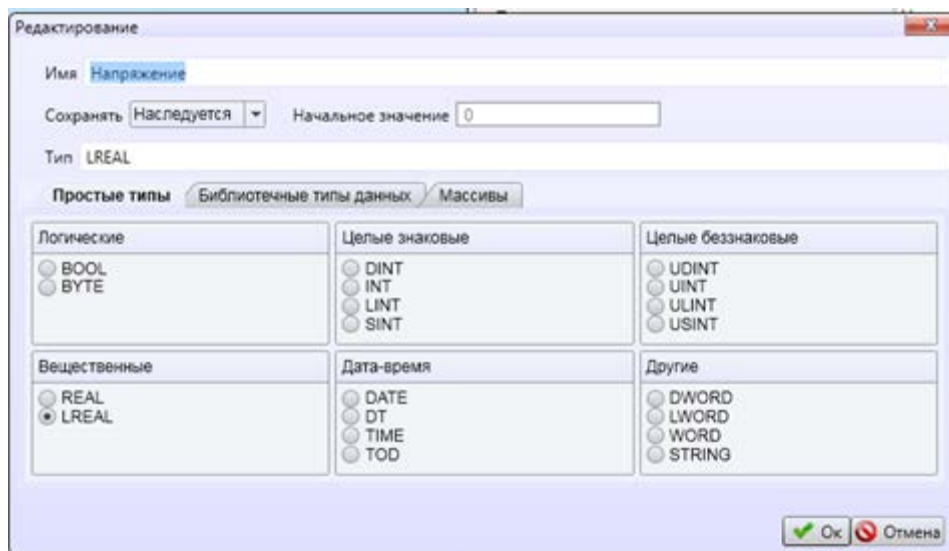 Редактирование
Имя Напряжение
Сохранять Наследуется Начальное значение 0
Тип LREAL
Простые типы Библиотечные типы данных Массивы
Логические Целые знаковые Целые беззнаковые
BOOL DINT UDINT
BYTE INT UINT
LINT ULINT
SINT USINT
Вещественные Дата-время Другие
REAL DATE DWORD
LREAL DT LWORD
TIME WORD
TOD STRING
Ок Отмена